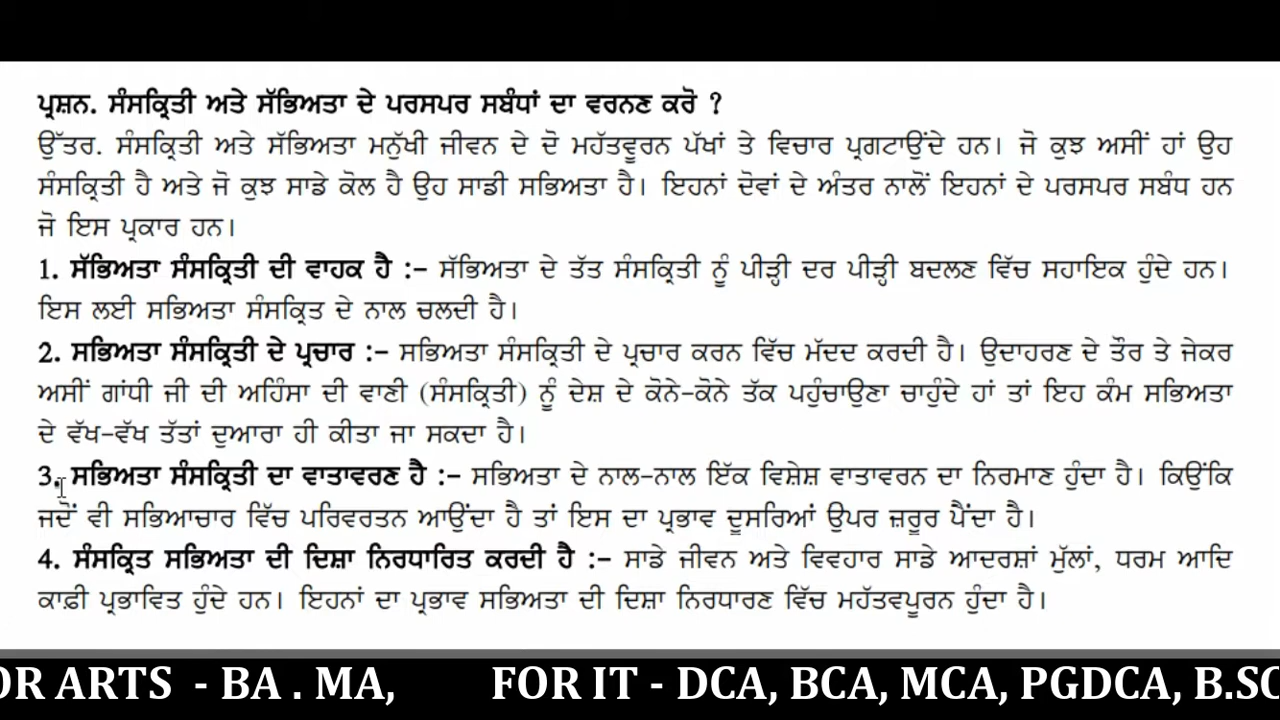 ਪ੍ਰਸ਼ਨ. ਸੰਸਕ੍ਰਿਤੀ ਅਤੇ ਸੱਭਿਅਤਾ ਦੇ ਪਰਸਪਰ ਸਬੰਧਾਂ ਦਾ ਵਰਨਣ ਕਰੋ ?
ਉੱਤਰ. ਸੰਸਕ੍ਰਿਤੀ ਅਤੇ ਸੱਭਿਅਤਾ ਮਨੁੱਖੀ ਜੀਵਨ ਦੇ ਦੋ ਮਹੱਤਵੂਰਨ ਪੱਖਾਂ ਤੇ ਵਿਚਾਰ ਪ੍ਰਗਟਾਉਂਦੇ ਹਨ। ਜੋ ਕੁਝ ਅਸੀਂ ਹਾਂ ਉਹ
ਸੰਸਕ੍ਰਿਤੀ ਹੈ ਅਤੇ ਜੋ ਕੁਝ ਸਾਡੇ ਕੋਲ ਹੈ ਉਹ ਸਾਡੀ ਸਭਿਅਤਾ ਹੈ। ਇਹਨਾਂ ਦੋਵਾਂ ਦੇ ਅੰਤਰ ਨਾਲੋਂ ਇਹਨਾਂ ਦੇ ਪਰਸਪਰ ਸਬੰਧ ਹਨ
ਜੋ ਇਸ ਪ੍ਰਕਾਰ ਹਨ।
1. ਸੱਭਿਅਤਾ ਸੰਸਕ੍ਰਿਤੀ ਦੀ ਵਾਹਕ ਹੈ :- ਸੱਭਿਅਤਾ ਦੇ ਤੱਤ ਸੰਸਕ੍ਰਿਤੀ ਨੂੰ ਪੀੜ੍ਹੀ ਦਰ ਪੀੜ੍ਹੀ ਬਦਲਣ ਵਿੱਚ ਸਹਾਇਕ ਹੁੰਦੇ ਹਨ।
ਇਸ ਲਈ ਸਭਿਅਤਾ ਸੰਸਕ੍ਰਿਤ ਦੇ ਨਾਲ ਚਲਦੀ ਹੈ।
2. ਸਭਿਅਤਾ ਸੰਸਕ੍ਰਿਤੀ ਦੇ ਪ੍ਰਚਾਰ :- ਸਭਿਅਤਾ ਸੰਸਕ੍ਰਿਤੀ ਦੇ ਪ੍ਰਚਾਰ ਕਰਨ ਵਿੱਚ ਮੱਦਦ ਕਰਦੀ ਹੈ। ਉਦਾਹਰਣ ਦੇ ਤੌਰ ਤੇ ਜੇਕਰ
ਅਸੀਂ ਗਾਂਧੀ ਜੀ ਦੀ ਅਹਿੰਸਾ ਦੀ ਵਾਣੀ (ਸੰਸਕ੍ਰਿਤੀ) ਨੂੰ ਦੇਸ਼ ਦੇ ਕੋਨੇ-ਕੋਨੇ ਤੱਕ ਪਹੁੰਚਾਉਣਾ ਚਾਹੁੰਦੇ ਹਾਂ ਤਾਂ ਇਹ ਕੰਮ ਸਭਿਅਤਾ
ਦੇ ਵੱਖ-ਵੱਖ ਤੱਤਾਂ ਦੁਆਰਾ ਹੀ ਕੀਤਾ ਜਾ ਸਕਦਾ ਹੈ।
3. ਸਭਿਅਤਾ ਸੰਸਕ੍ਰਿਤੀ ਦਾ ਵਾਤਾਵਰਣ ਹੈ :- ਸਭਿਅਤਾ ਦੇ ਨਾਲ-ਨਾਲ ਇੱਕ ਵਿਸ਼ੇਸ਼ ਵਾਤਾਵਰਨ ਦਾ ਨਿਰਮਾਣ ਹੁੰਦਾ ਹੈ। ਕਿਉਂਕਿ
ਜਦੋਂ ਵੀ ਸਭਿਆਚਾਰ ਵਿੱਚ ਪਰਿਵਰਤਨ ਆਉਂਦਾ ਹੈ ਤਾਂ ਇਸ ਦਾ ਪ੍ਰਭਾਵ ਦੂਸਰਿਆਂ ਉਪਰ ਜ਼ਰੂਰ ਪੈਂਦਾ ਹੈ।
4. ਸੰਸਕ੍ਰਿਤ ਸਭਿਅਤਾ ਦੀ ਦਿਸ਼ਾ ਨਿਰਧਾਰਿਤ ਕਰਦੀ ਹੈ :- ਸਾਡੇ ਜੀਵਨ ਅਤੇ ਵਿਵਹਾਰ ਸਾਡੇ ਆਦਰਸ਼ਾਂ ਮੁੱਲਾਂ, ਧਰਮ ਆਦਿ
ਕਾਫ਼ੀ ਪ੍ਰਭਾਵਿਤ ਹੁੰਦੇ ਹਨ। ਇਹਨਾਂ ਦਾ ਪ੍ਰਭਾਵ ਸਭਿਅਤਾ ਦੀ ਦਿਸ਼ਾ ਨਿਰਧਾਰਣ ਵਿੱਚ ਮਹੱਤਵਪੂਰਨ ਹੁੰਦਾ ਹੈ।
OR ARTS - BA . MA, FOR IT - DCA, BCA, MCA, PGDCA, B.SC